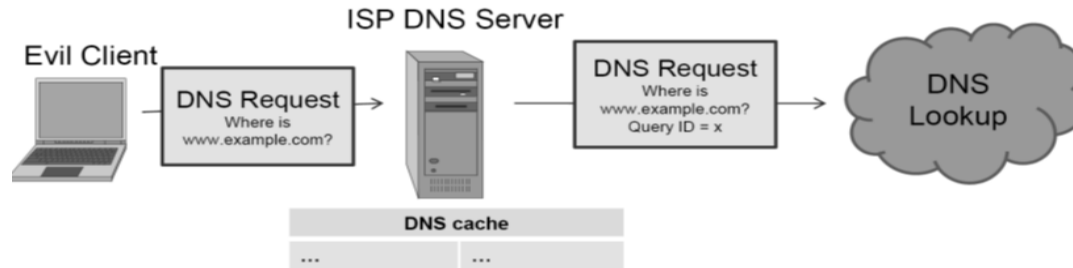 ISP DNS Server
Evil Client
DNS Request
Where is
www.example.com?
DNS Request
Where is
www.example.com?
Query ID = x
DNS
Lookup
DNS cache
... ...